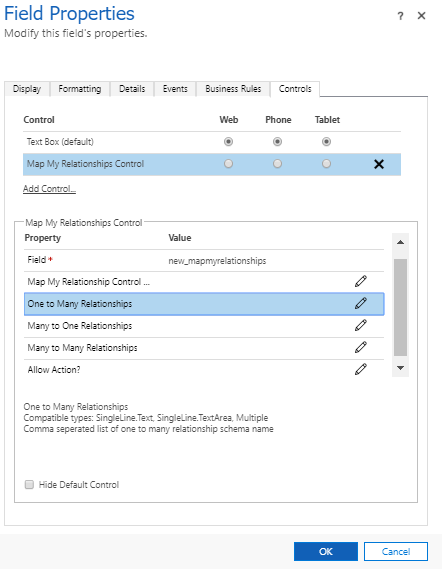 Field Properties
? ×
Modify this field's properties.
Display Formatting Details Events Business Rules Controls
Control Web Phone Tablet
Text Box (default)
Map My Relationships Control
Add Control...
Map My Relationships Control
Property Value
Field * new_mapmyrelationships
Map My Relationship Control ...
One to Many Relationships
Many to One Relationships
Many to Many Relationships
Allow Action?
One to Many Relationships
Compatible types: SingleLine.Text, SingleLine.TextArea, Multiple
Comma seperated list of one to many relationship schema name
Hide Default Control
OK Cancel